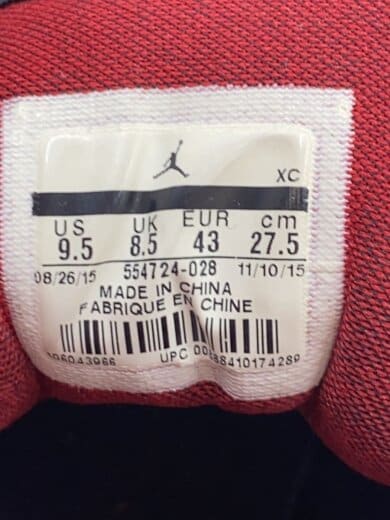 XC
US UK EUR cm
9.5 8.5 43 27.5
08/26/15 554724-028 11/10/15
MADE IN CHINA
FABRIQUE EN CHINE
UPC